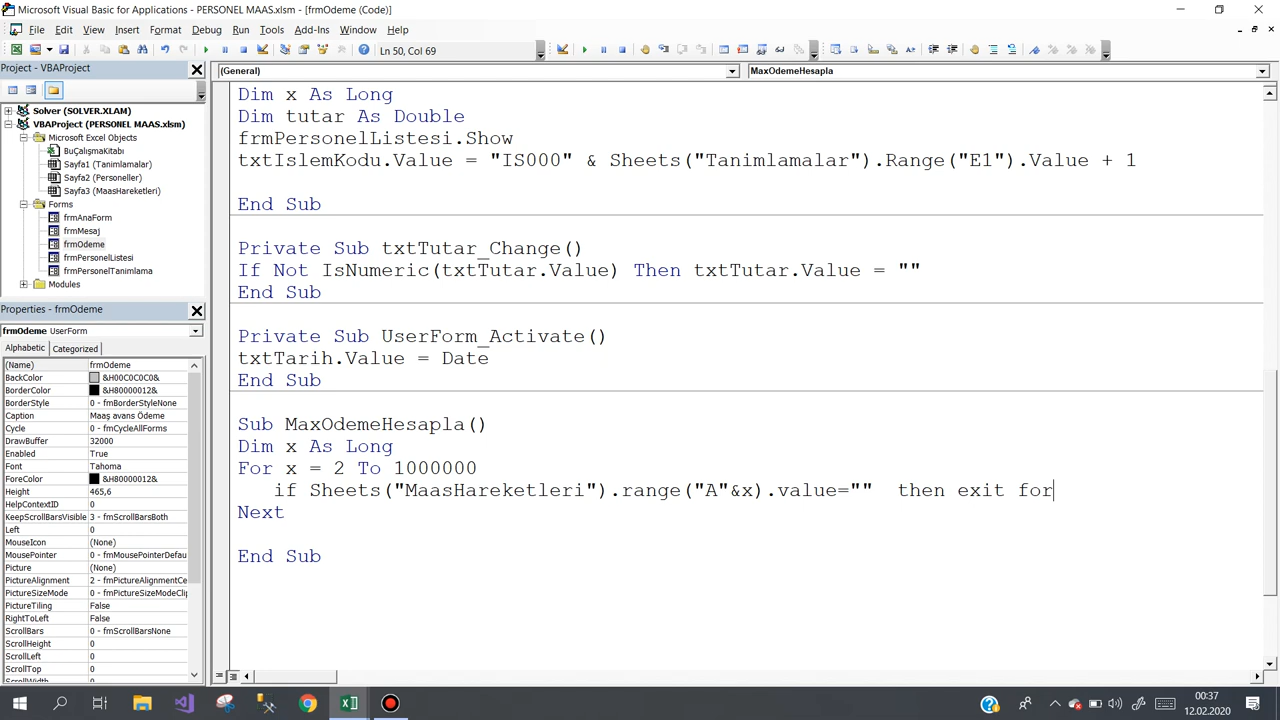 Microsoft Visual Basic for Applications - PERSONEL MAAS.xlsm - [frmOdeme (Code)]
File Edit View Insert Format Debug Run Tools Add-Ins Window Help
Ln 50, Col 69
Project - VBAProject
(General)
MaxOdemeHesapla
Solver (SOLVER.XLAM)
VBAProject (PERSONEL MAAS.xlsm)
Microsoft Excel Objects
BuÇalışmaKitabı
Sayfa1 (Tanimlamalar)
Sayfa2 (Personeller)
Sayfa3 (MaasHareketleri)
Forms
frmAnaForm
frmMesaj
frmOdeme
frmPersonelListesi
frmPersonelTanimlama
Modules
Properties - frmOdeme
frmOdeme UserForm
Alphabetic Categorized
(Name) frmOdeme
BackColor &H00C0C0C0&
BorderColor &H80000012&
BorderStyle 0 - fmBorderStyleNone
Caption Maaş avans Ödeme
Cycle 0 - fmCycleAllForms
DrawBuffer 32000
Enabled True
Font Tahoma
ForeColor &H80000012&
Height 465,6
HelpContextID 0
KeepScrollBarsVisible 3 - fmScrollBarsBoth
Left 0
MouseIcon (None)
MousePointer 0 - fmMousePointerDefau
Picture (None)
PictureAlignment 2 - fmPictureAlignmentCe
PictureSizeMode 0 - fmPictureSizeModeClip
PictureTiling False
RightToLeft False
ScrollBars 0 - fmScrollBarsNone
ScrollHeight 0
ScrollLeft 0
ScrollTop 0
ScrollWidth 0
Dim x As Long
Dim tutar As Double
frmPersonelListesi.Show
txtIslemKodu.Value = "IS000" & Sheets("Tanimlamalar").Range("E1").Value + 1
End Sub
Private Sub txtTutar_Change()
If Not IsNumeric(txtTutar.Value) Then txtTutar.Value = ""
End Sub
Private Sub UserForm_Activate()
txtTarih.Value = Date
End Sub
Sub MaxOdemeHesapla()
Dim x As Long
For x = 2 To 1000000
if Sheets("MaasHareketleri").range("A"&x).value="" then exit for
Next
End Sub
00:37
12.02.2020